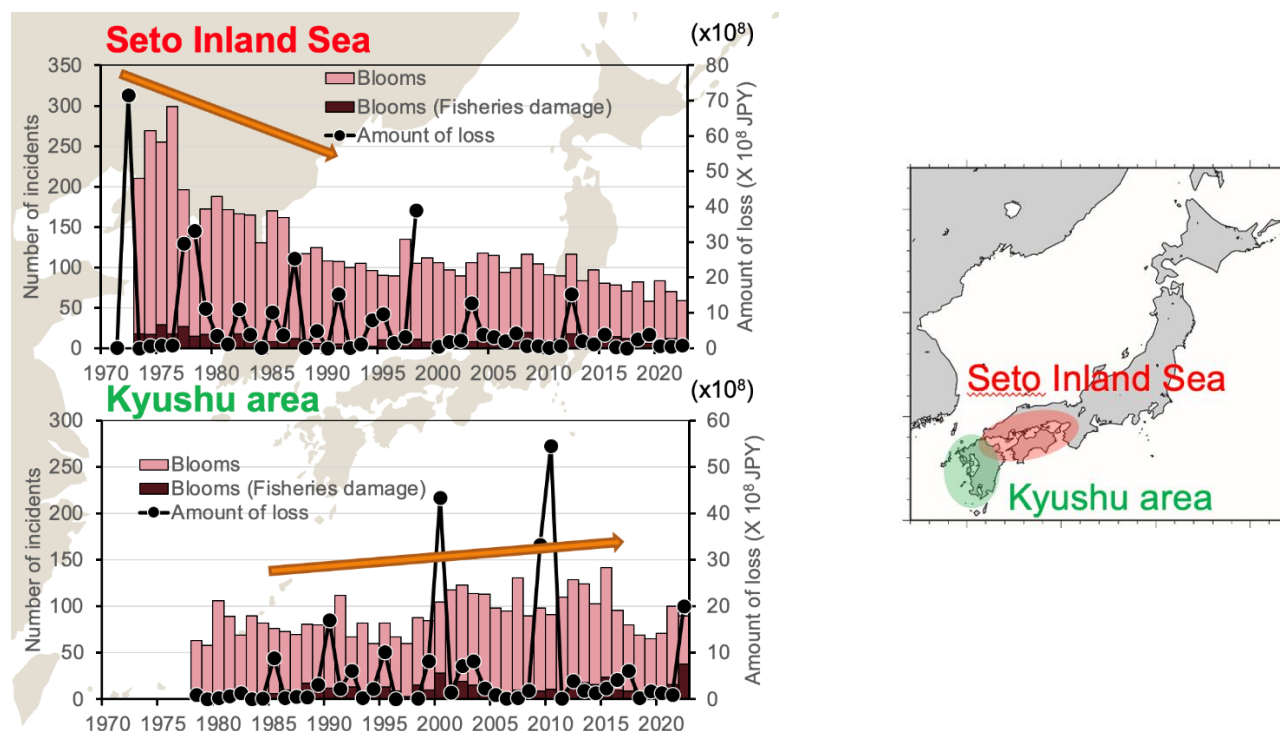 Seto Inland Sea
(x10⁸)
350
300
250
200
150
100
50
0
Number of incidents
Blooms
Blooms (Fisheries damage)
Amount of loss
80
70
60
50
40
30
20
10
0
Amount of loss (X 10⁸ JPY)
1970 1975 1980 1985 1990 1995 2000 2005 2010 2015 2020
Kyushu area
(x10⁸)
300
250
200
150
100
50
0
Number of incidents
Blooms
Blooms (Fisheries damage)
Amount of loss
60
50
40
30
20
10
0
Amount of loss (X 10⁸ JPY)
1970 1975 1980 1985 1990 1995 2000 2005 2010 2015 2020
Seto Inland Sea
Kyushu area